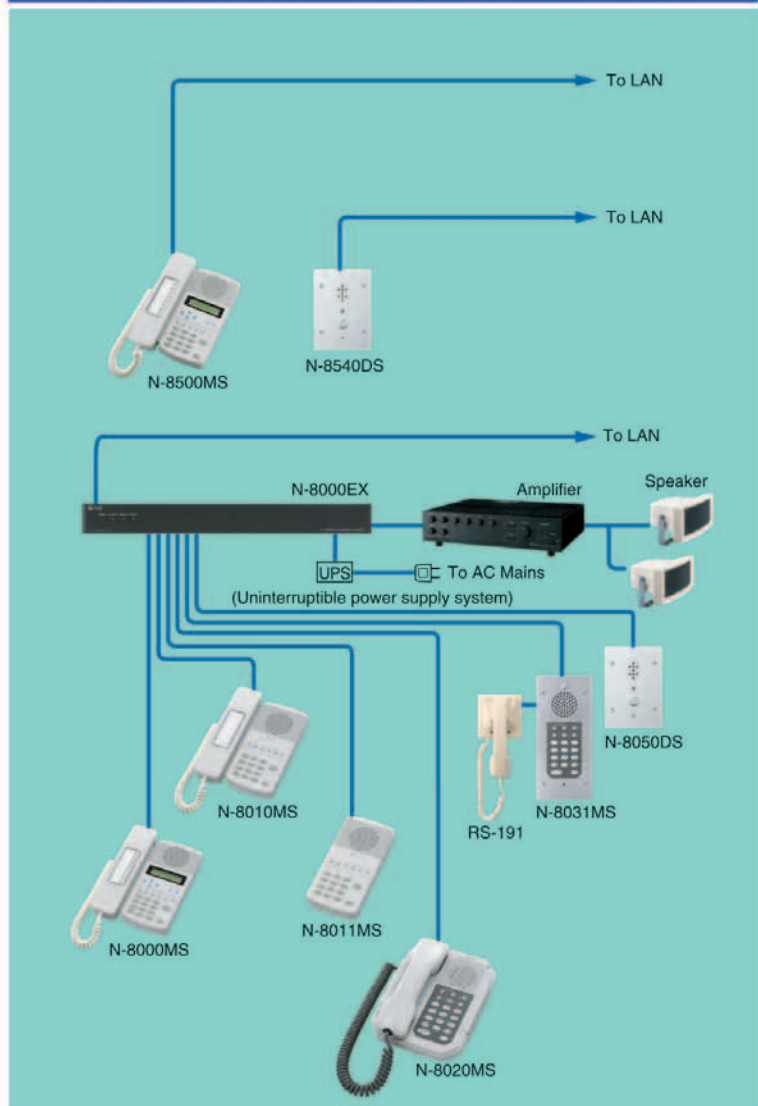 To LAN
To LAN
N-8500MS
N-8540DS
To LAN
N-8000EX
Amplifier
Speaker
UPS
To AC Mains
(Uninterruptible power supply system)
N-8050DS
N-8010MS
N-8031MS
RS-191
N-8011MS
N-8000MS
N-8020MS